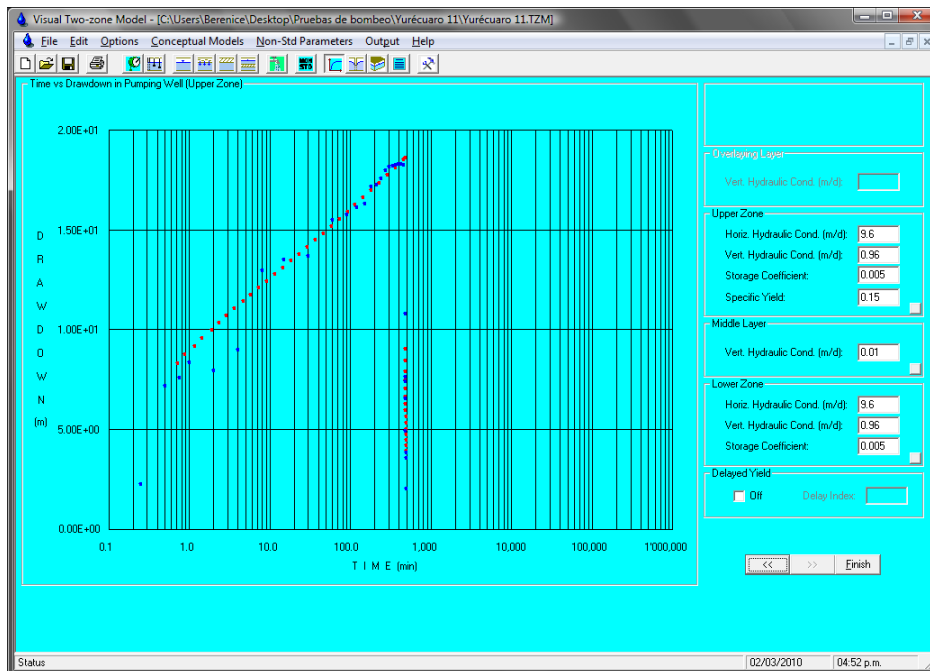 Visual Two-zone Model - [C:\Users\Berenice\Desktop\Pruebas de bombeo\Yurécuaro 11\Yurécuaro 11.TZM]
File Edit Options Conceptual Models Non-Std Parameters Output Help
MON STO
Time vs Drawdown in Pumping Well (Upper Zone)
2.00E+01
1.50E+01
1.00E+01
5.00E+00
0.00E+00
D R A W D O W N (m)
0.1 1.0 10.0 100.0 1,000 10,000 100,000 1'000,000
T I M E (min)
Overlaying Layer
Vert. Hydraulic Cond. (m/d):
Upper Zone
Horiz. Hydraulic Cond. (m/d): 9.6
Vert. Hydraulic Cond. (m/d): 0.96
Storage Coefficient: 0.005
Specific Yield: 0.15
Middle Layer
Vert. Hydraulic Cond. (m/d): 0.01
Lower Zone
Horiz. Hydraulic Cond. (m/d): 9.6
Vert. Hydraulic Cond. (m/d): 0.96
Storage Coefficient: 0.005
Delayed Yield
Off Delay Index:
<< >> Finish
Status 02/03/2010 04:52 p.m.